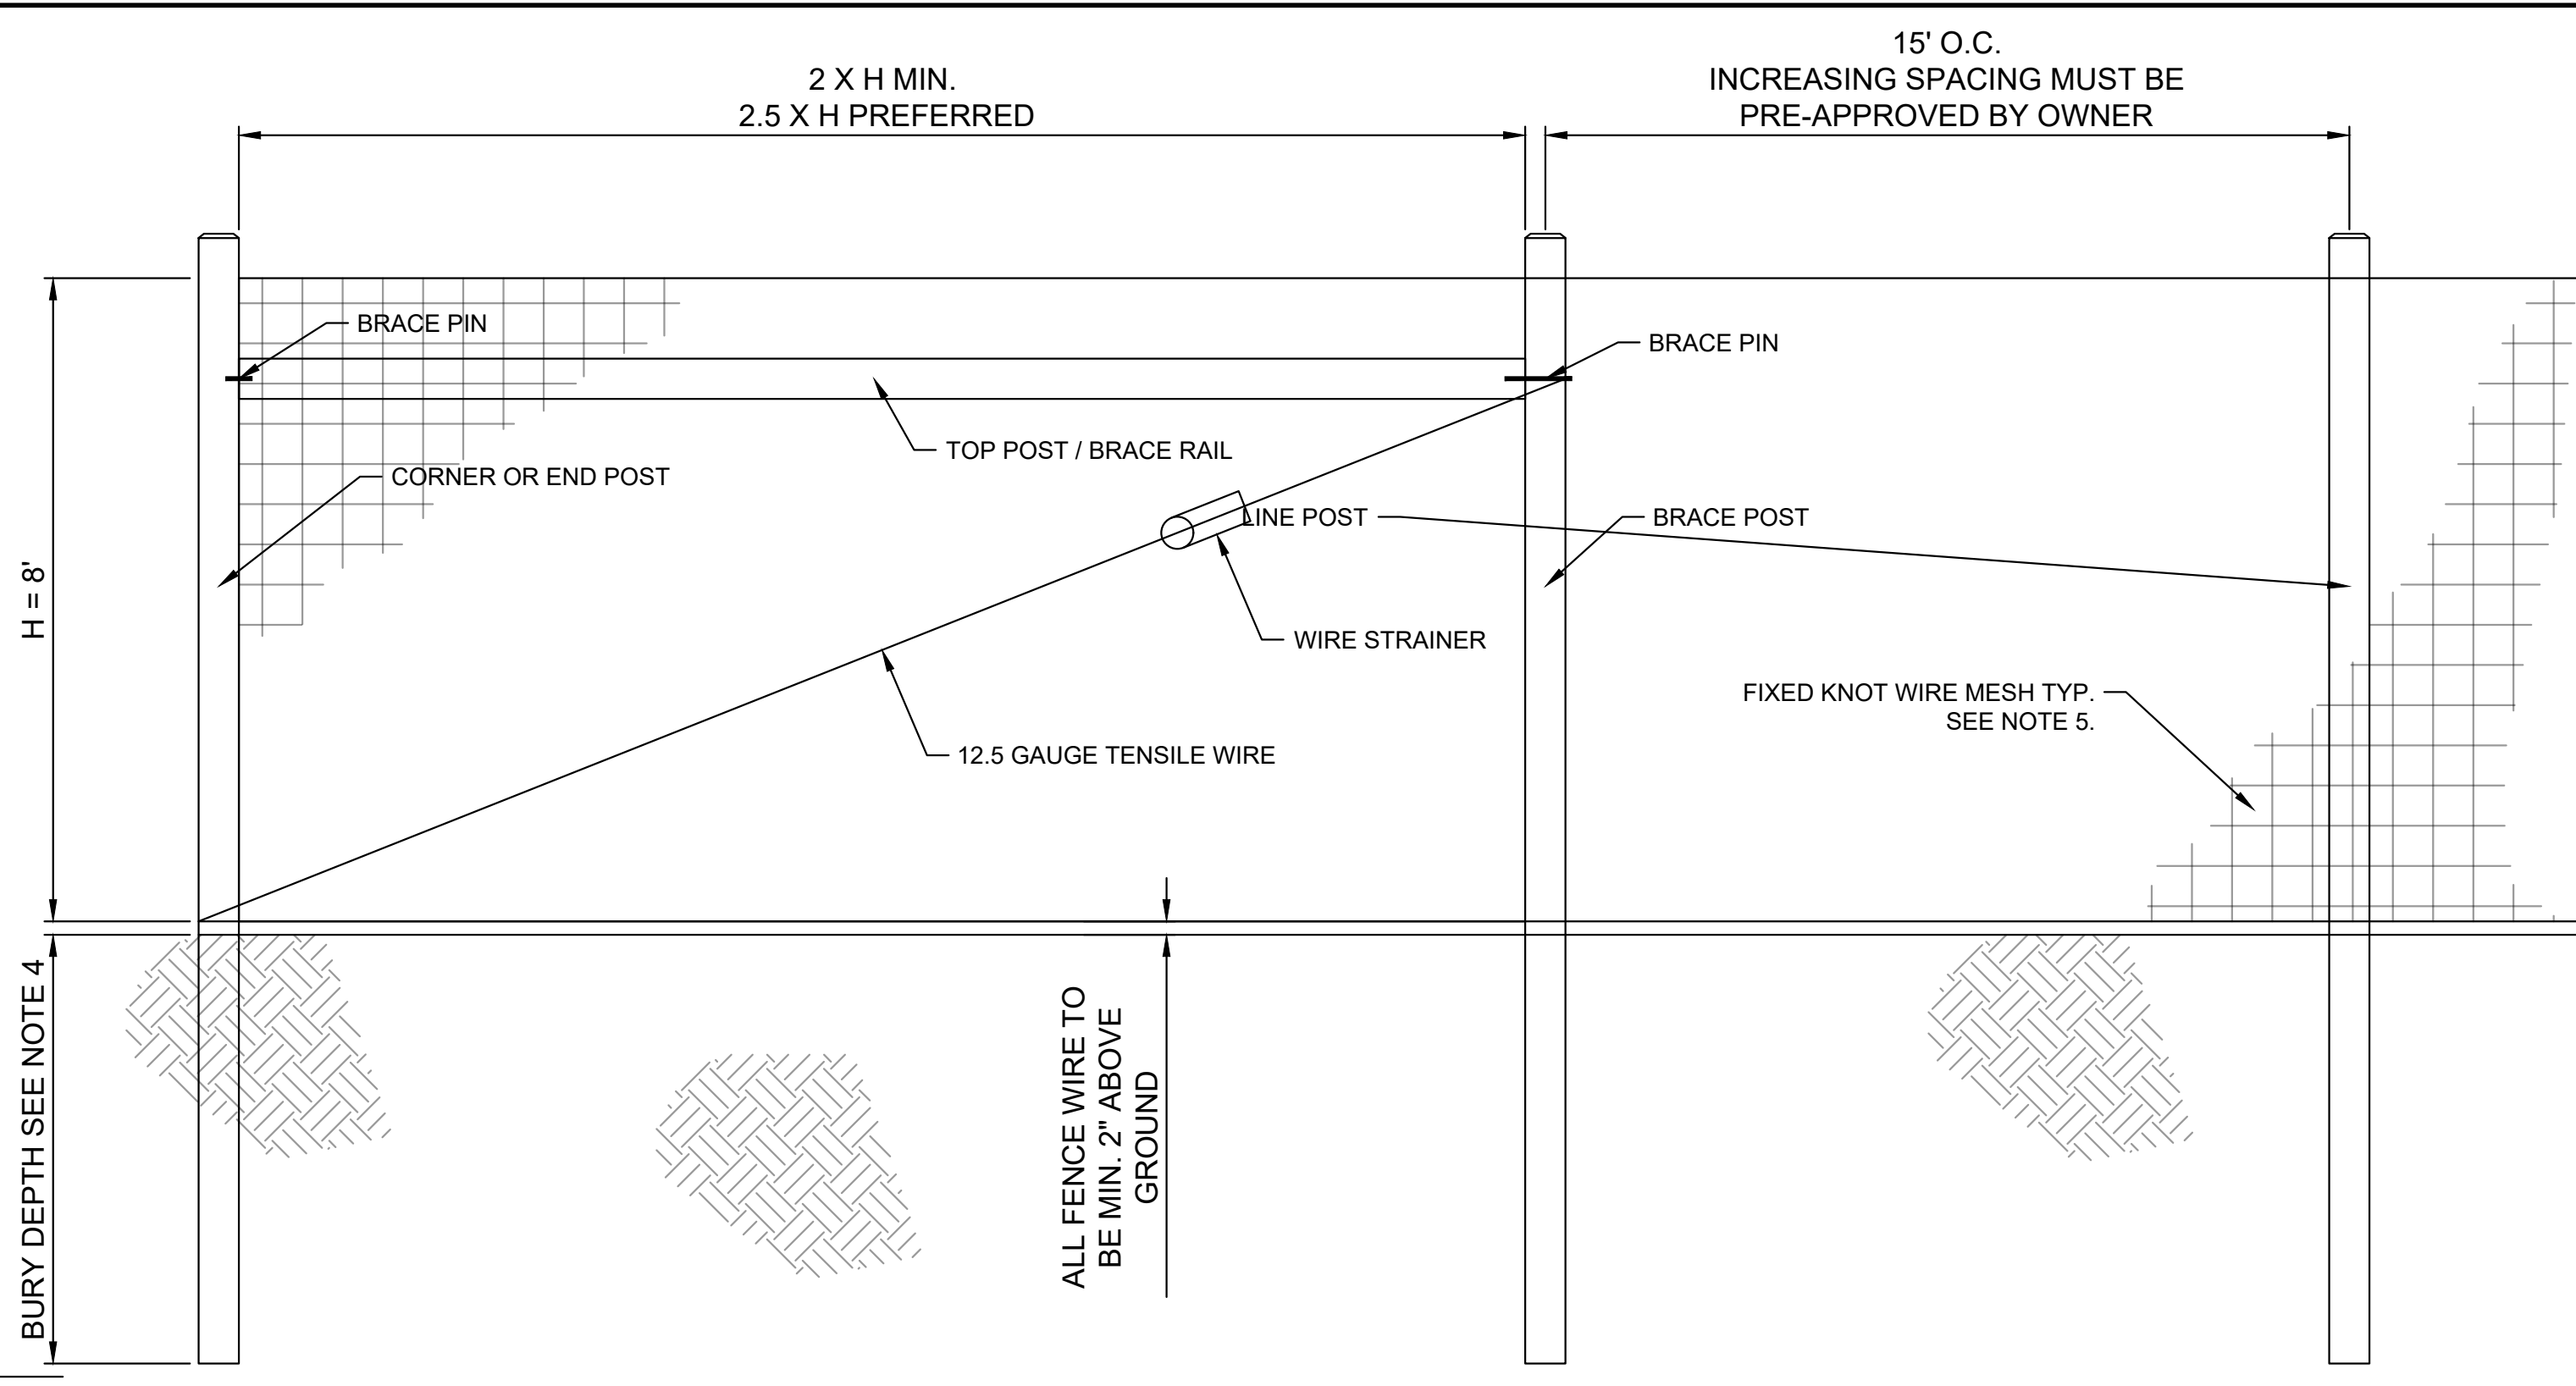 2 X H MIN.
2.5 X H PREFERRED
15' O.C.
INCREASING SPACING MUST BE
PRE-APPROVED BY OWNER
BRACE PIN
BRACE PIN
TOP POST / BRACE RAIL
CORNER OR END POST
LINE POST
BRACE POST
H = 8'
WIRE STRAINER
FIXED KNOT WIRE MESH TYP.
SEE NOTE 5.
12.5 GAUGE TENSILE WIRE
BURY DEPTH SEE NOTE 4
ALL FENCE WIRE TO
BE MIN. 2" ABOVE
GROUND